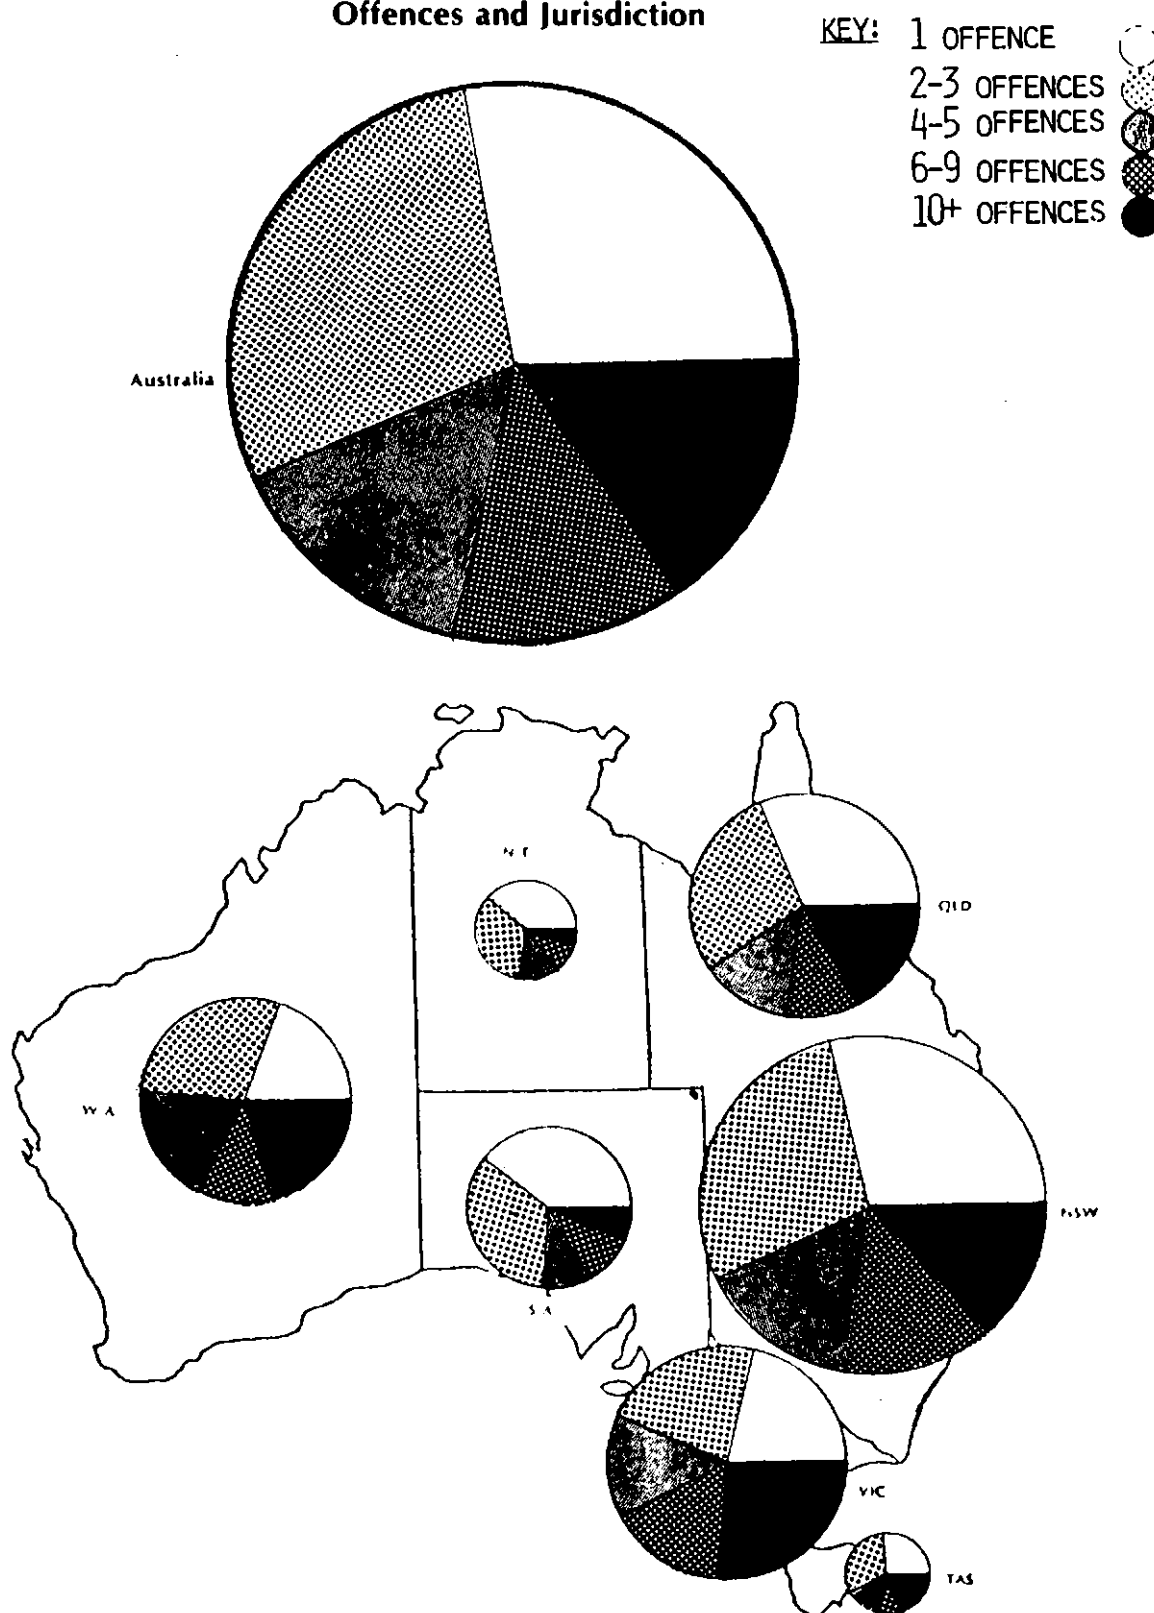 Offences and Jurisdiction
KEY: 1 OFFENCE
2-3 OFFENCES
4-5 OFFENCES
6-9 OFFENCES
10+ OFFENCES
Australia
N T
QLD
W A
NSW
S A
VIC
TAS